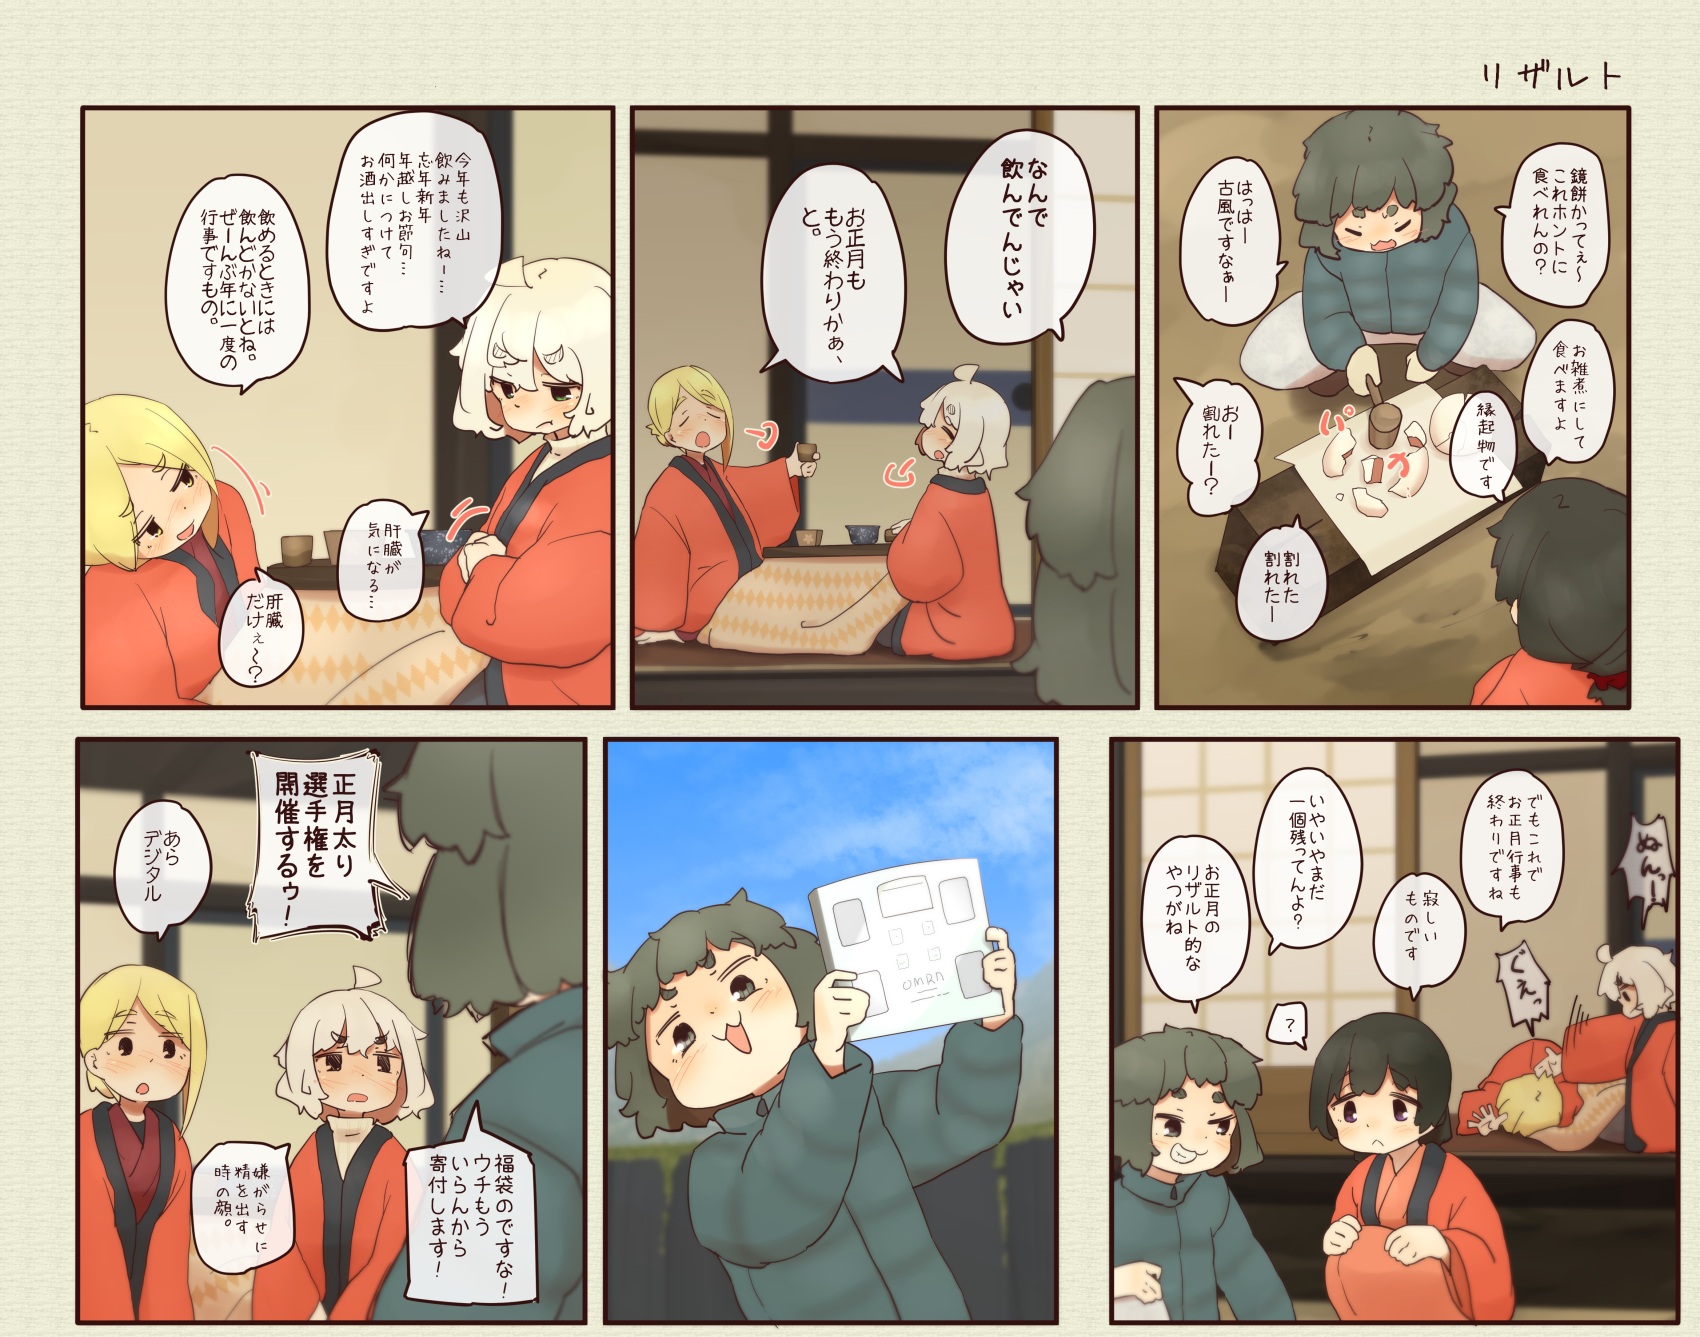 リザルト
鏡餅かってぇ〜
これホントに
食べれんの？
はっはー
古風ですなぁー
お雑煮にして
食べますよ
縁起物です
パ
カ
おー
割れたー？
割れた
割れたー
なんで
飲んでんじゃい
お正月も
もう終わりかぁ、
と。
今年も沢山
飲みましたねー…
忘年新年
年越しお節句…
何かにつけて
お酒出しすぎですよ
飲めるときには
飲んどかないとね。
ぜーんぶ年に一度の
行事ですもの。
肝臓が
気になる…
肝臓
だけぇ〜？
ぬんっ…！
ぐえっ
でもこれで
お正月行事も
終わりですね
寂しい
ものです
いやいやまだ
一個残ってんよ？
？
お正月の
リザルト的な
やつがね
OMRN
正月太り
選手権を
開催するゥ！
あら
デジタル
福袋のですな！
ウチもう
いらんから
寄付します！
嫌がらせに
精を出す
時の顔。